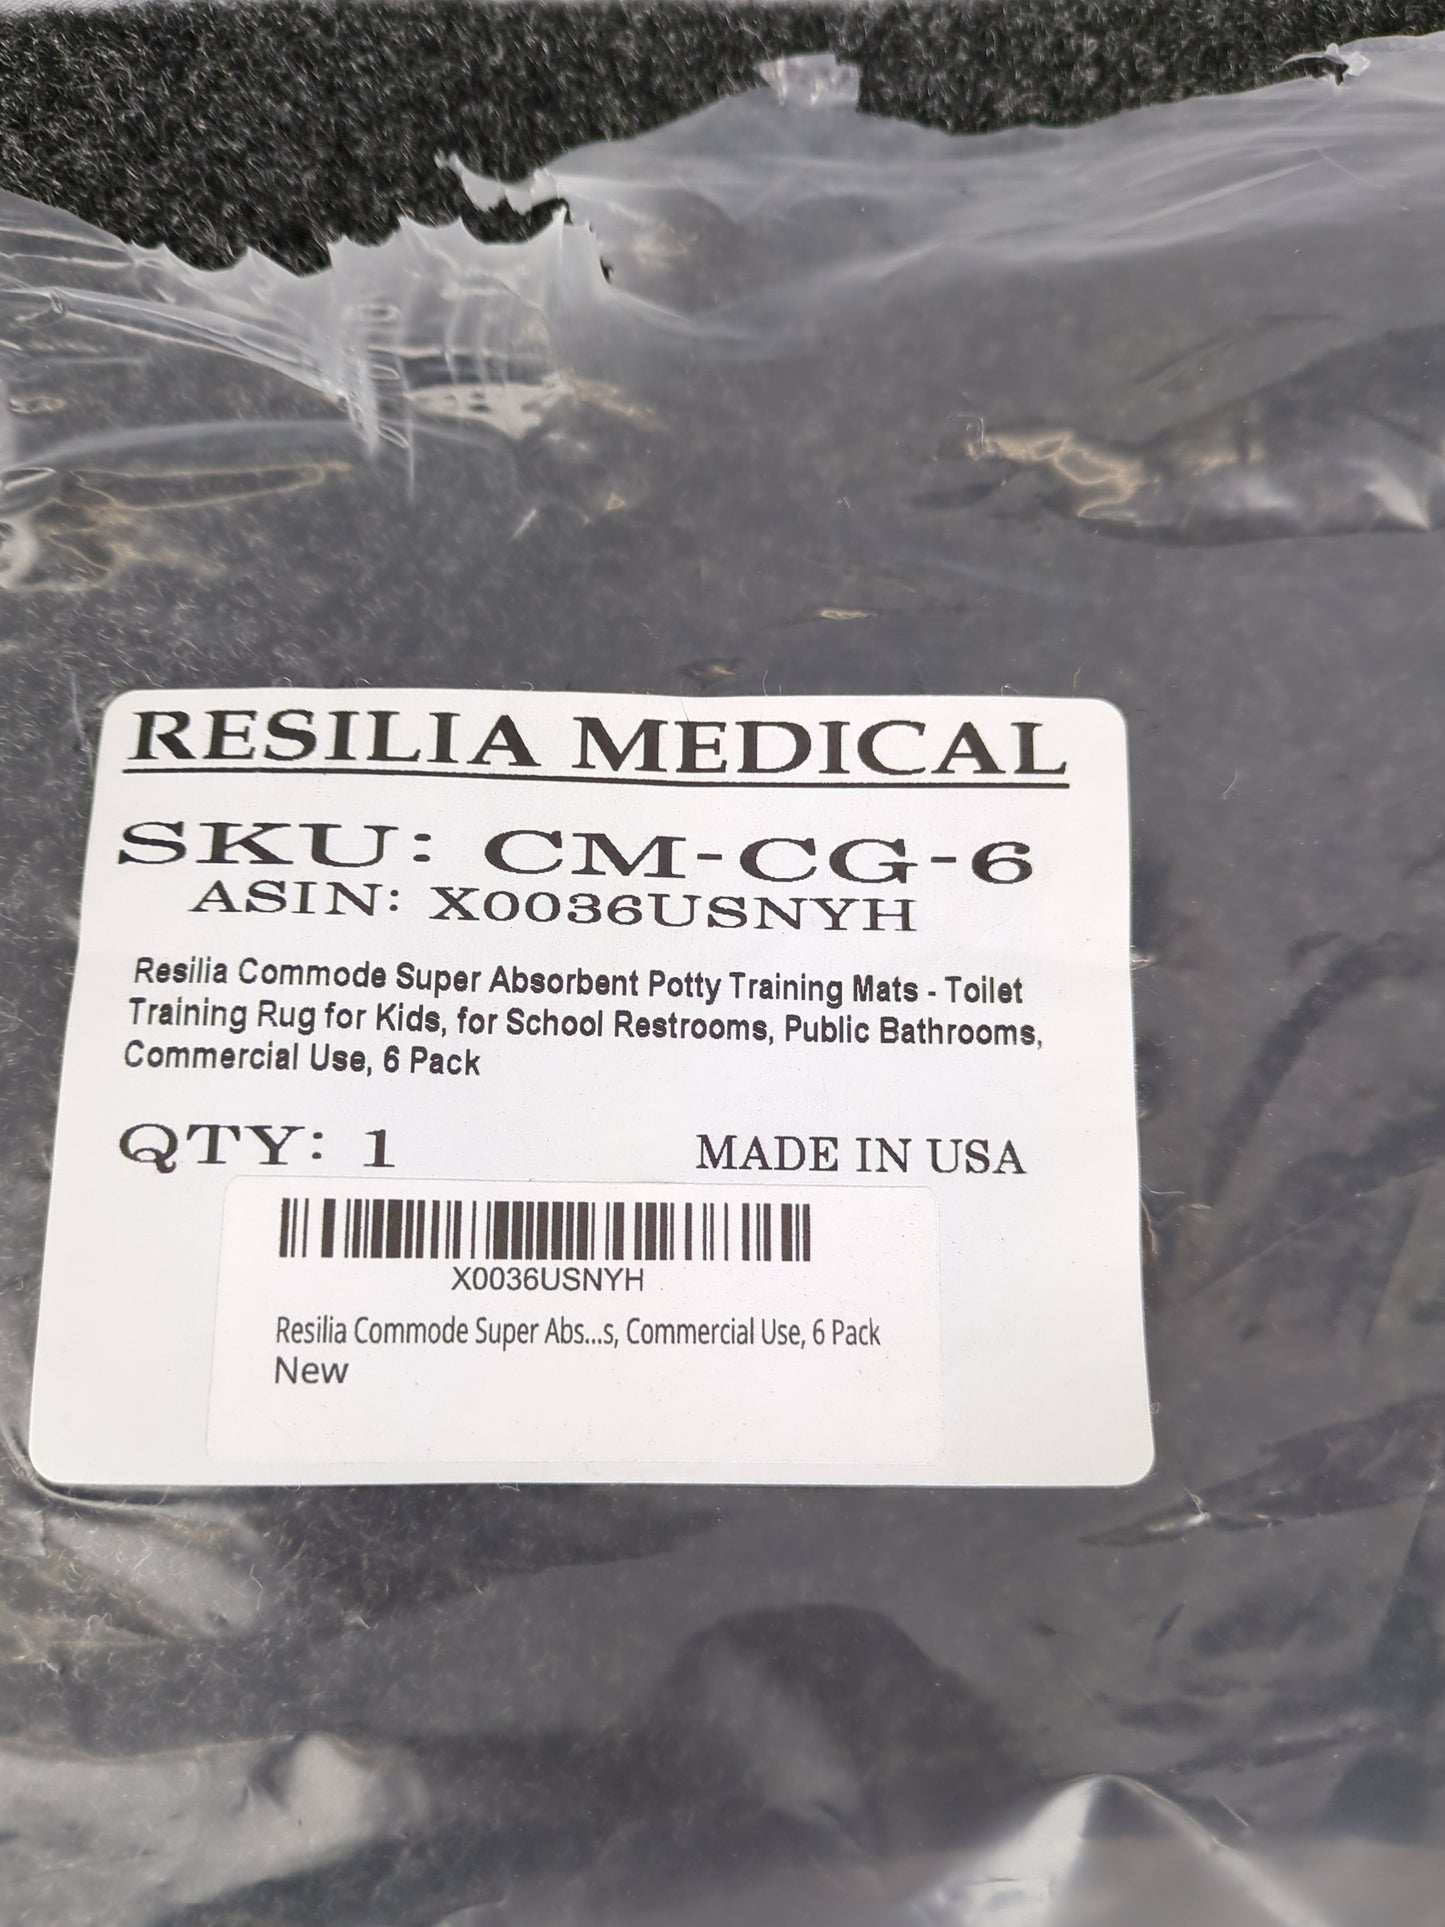 RESILIA MEDICAL
SKU: CM-CG-6
ASIN: X0036USNYH
Resilia Commode Super Absorbent Potty Training Mats - Toilet
Training Rug for Kids, for School Restrooms, Public Bathrooms,
Commercial Use, 6 Pack
QTY: 1 MADE IN USA
X0036USNYH
Resilia Commode Super Abs...s, Commercial Use, 6 Pack
New